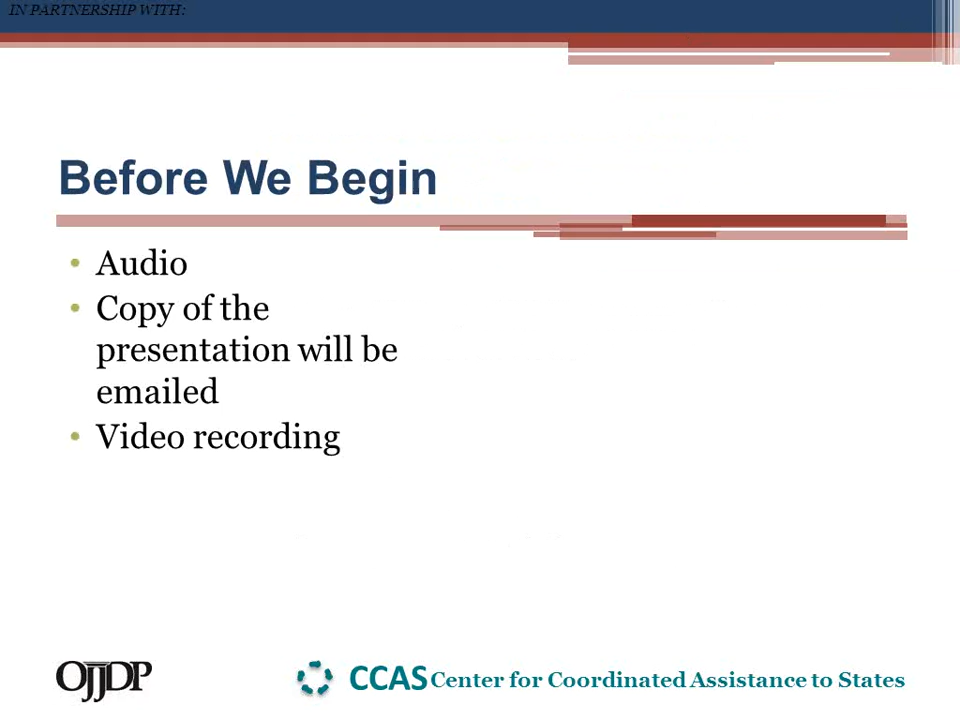 IN PARTNERSHIP WITH:
Before We Begin
• Audio
• Copy of the
presentation will be
emailed
• Video recording
OJJDP
CCAS Center for Coordinated Assistance to States